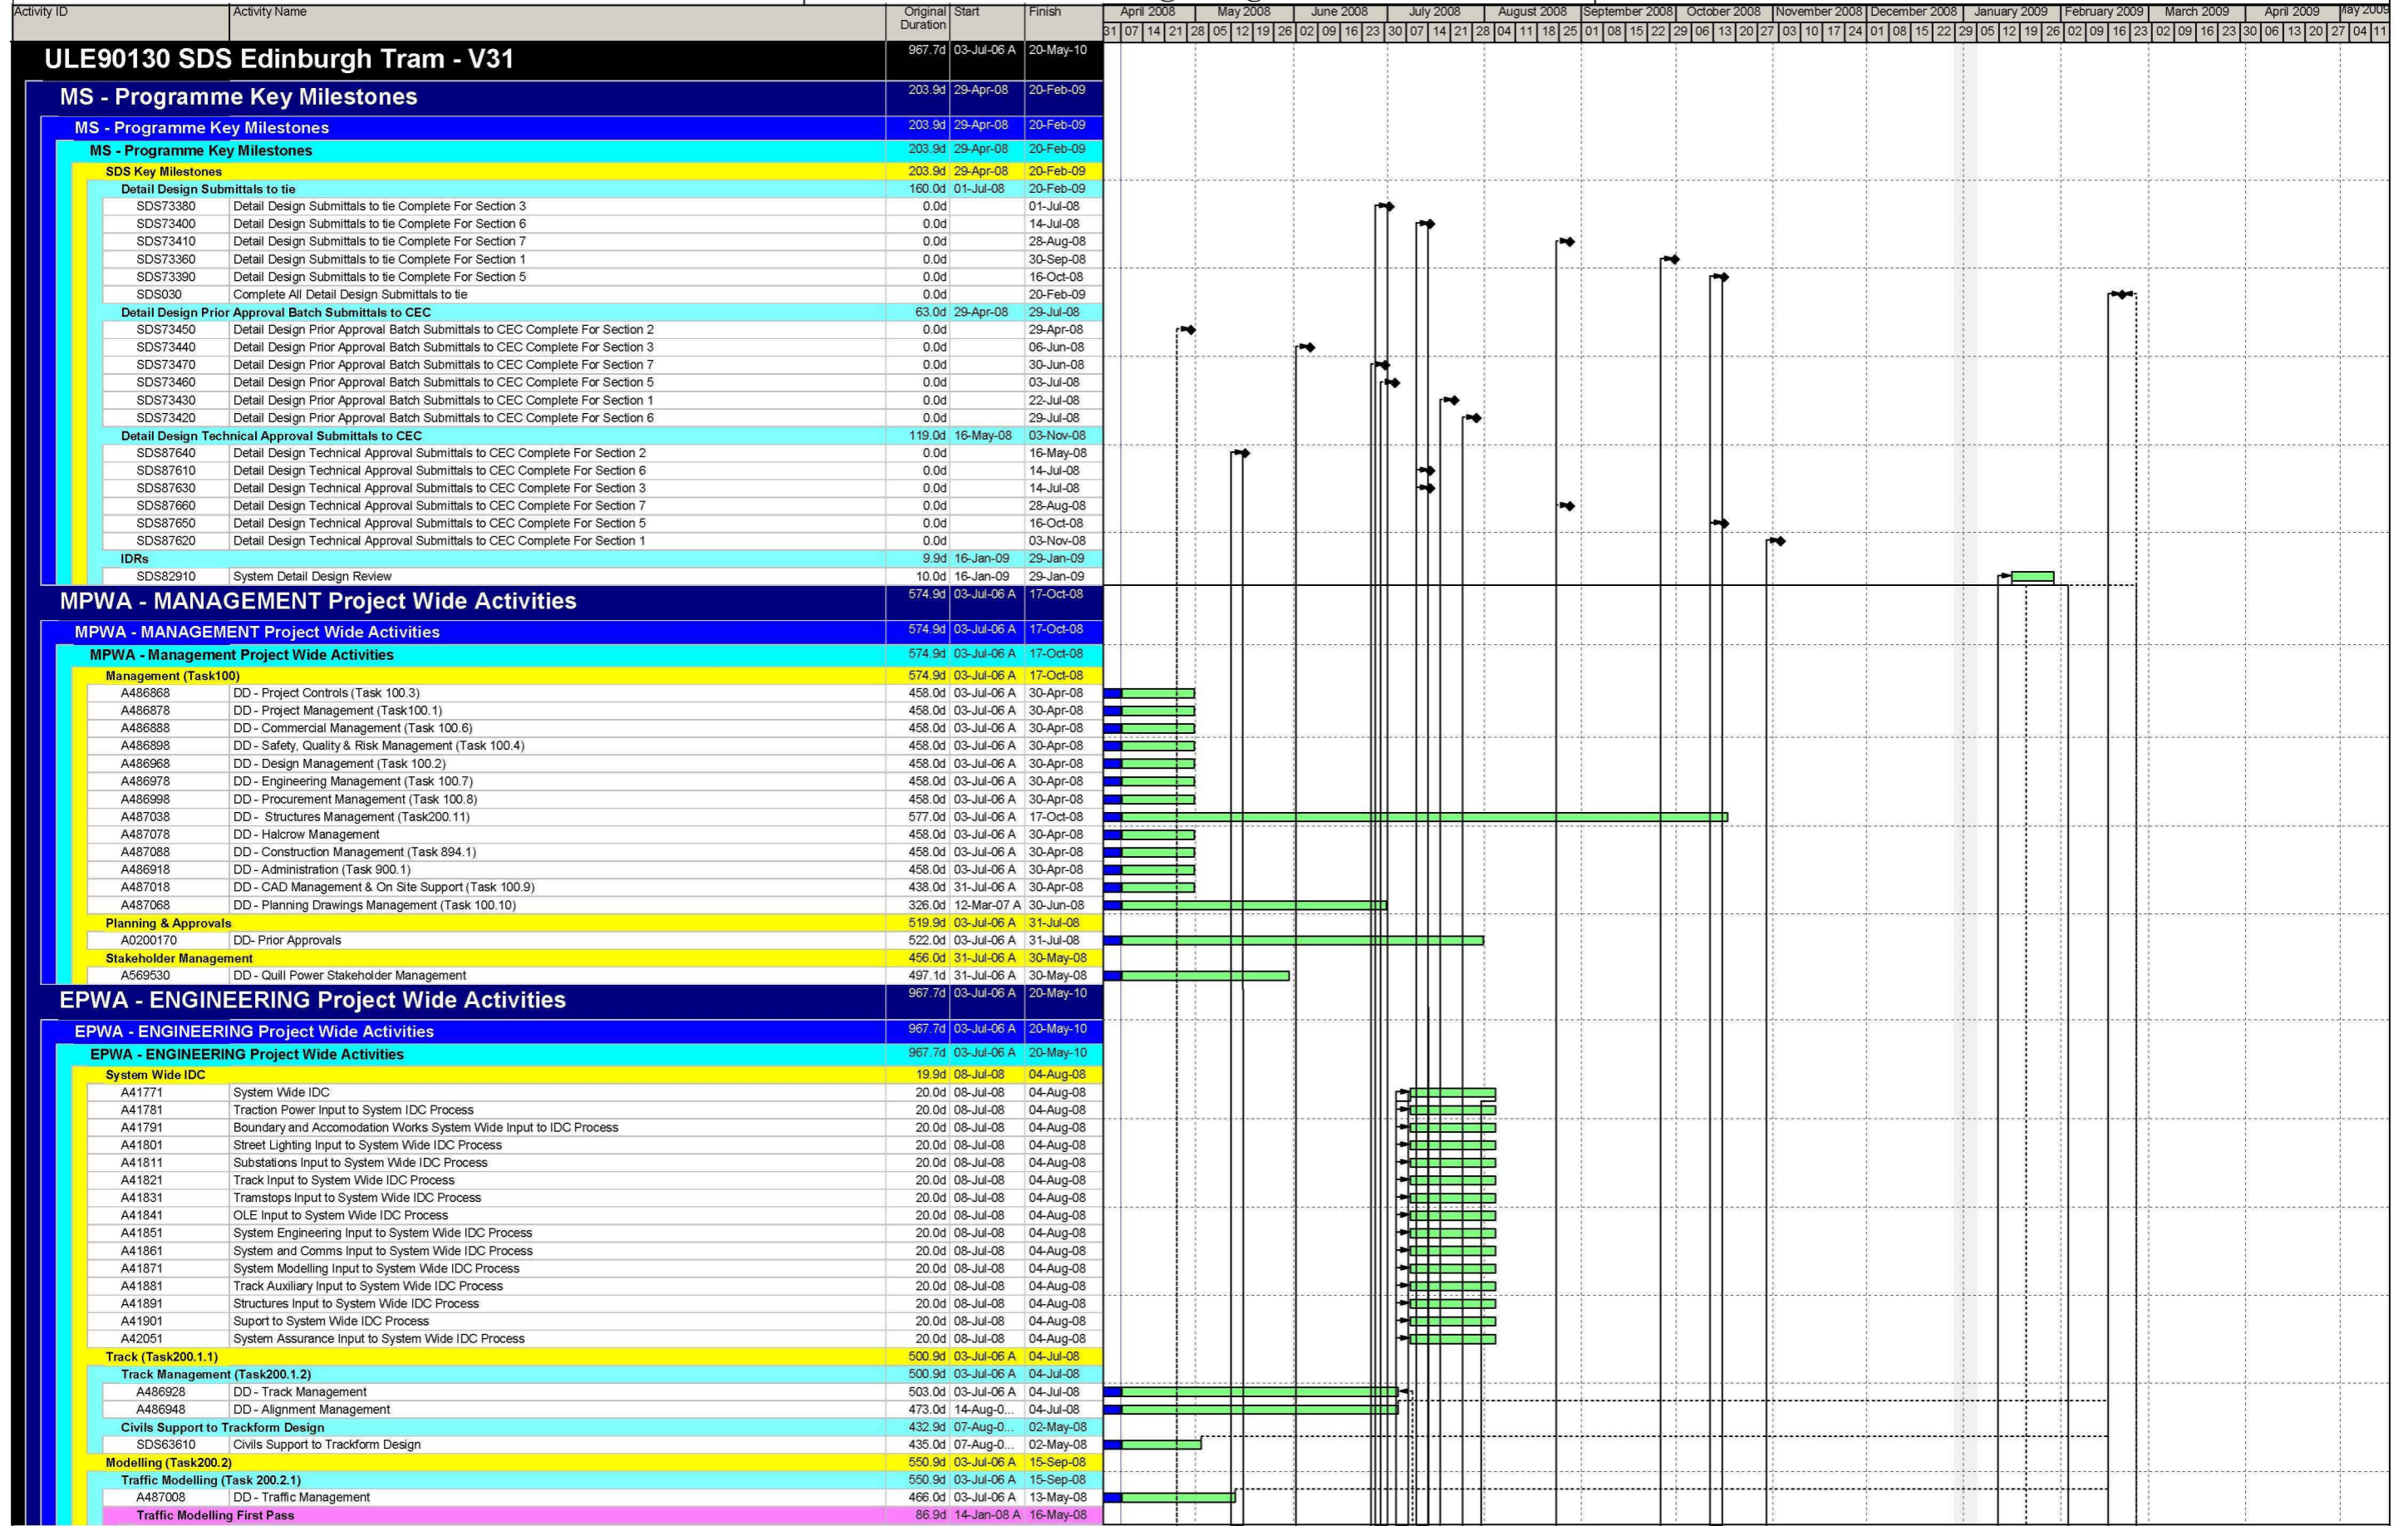 Activity ID Activity Name Original Duration Start Finish April 2008 May 2008 June 2008 July 2008 August 2008 September 2008 October 2008 November 2008 December 2008 January 2009 February 2009 March 2009 April 2009 May 2009
31 07 14 21 28 05 12 19 26 02 09 16 23 30 07 14 21 28 04 11 18 25 01 08 15 22 29 06 13 20 27 03 10 17 24 01 08 15 22 29 05 12 19 26 02 09 16 23 02 09 16 23 30 06 13 20 27 04 11
ULE90130 SDS Edinburgh Tram - V31 967.7d 03-Jul-06 A 20-May-10
MS - Programme Key Milestones 203.9d 29-Apr-08 20-Feb-09
MS - Programme Key Milestones 203.9d 29-Apr-08 20-Feb-09
MS - Programme Key Milestones 203.9d 29-Apr-08 20-Feb-09
SDS Key Milestones 203.9d 29-Apr-08 20-Feb-09
Detail Design Submittals to tie 160.0d 01-Jul-08 20-Feb-09
SDS73380 Detail Design Submittals to tie Complete For Section 3 0.0d 01-Jul-08
SDS73400 Detail Design Submittals to tie Complete For Section 6 0.0d 14-Jul-08
SDS73410 Detail Design Submittals to tie Complete For Section 7 0.0d 28-Aug-08
SDS73360 Detail Design Submittals to tie Complete For Section 1 0.0d 30-Sep-08
SDS73390 Detail Design Submittals to tie Complete For Section 5 0.0d 16-Oct-08
SDS030 Complete All Detail Design Submittals to tie 0.0d 20-Feb-09
Detail Design Prior Approval Batch Submittals to CEC 63.0d 29-Apr-08 29-Jul-08
SDS73450 Detail Design Prior Approval Batch Submittals to CEC Complete For Section 2 0.0d 29-Apr-08
SDS73440 Detail Design Prior Approval Batch Submittals to CEC Complete For Section 3 0.0d 06-Jun-08
SDS73470 Detail Design Prior Approval Batch Submittals to CEC Complete For Section 7 0.0d 30-Jun-08
SDS73460 Detail Design Prior Approval Batch Submittals to CEC Complete For Section 5 0.0d 03-Jul-08
SDS73430 Detail Design Prior Approval Batch Submittals to CEC Complete For Section 1 0.0d 22-Jul-08
SDS73420 Detail Design Prior Approval Batch Submittals to CEC Complete For Section 6 0.0d 29-Jul-08
Detail Design Technical Approval Submittals to CEC 119.0d 16-May-08 03-Nov-08
SDS87640 Detail Design Technical Approval Submittals to CEC Complete For Section 2 0.0d 16-May-08
SDS87610 Detail Design Technical Approval Submittals to CEC Complete For Section 6 0.0d 14-Jul-08
SDS87630 Detail Design Technical Approval Submittals to CEC Complete For Section 3 0.0d 14-Jul-08
SDS87660 Detail Design Technical Approval Submittals to CEC Complete For Section 7 0.0d 28-Aug-08
SDS87650 Detail Design Technical Approval Submittals to CEC Complete For Section 5 0.0d 16-Oct-08
SDS87620 Detail Design Technical Approval Submittals to CEC Complete For Section 1 0.0d 03-Nov-08
IDRs 9.9d 16-Jan-09 29-Jan-09
SDS82910 System Detail Design Review 10.0d 16-Jan-09 29-Jan-09
MPWA - MANAGEMENT Project Wide Activities 574.9d 03-Jul-06 A 17-Oct-08
MPWA - MANAGEMENT Project Wide Activities 574.9d 03-Jul-06 A 17-Oct-08
MPWA - Management Project Wide Activities 574.9d 03-Jul-06 A 17-Oct-08
Management (Task100) 574.9d 03-Jul-06 A 17-Oct-08
A486868 DD - Project Controls (Task 100.3) 458.0d 03-Jul-06 A 30-Apr-08
A486878 DD - Project Management (Task100.1) 458.0d 03-Jul-06 A 30-Apr-08
A486888 DD - Commercial Management (Task 100.6) 458.0d 03-Jul-06 A 30-Apr-08
A486898 DD - Safety, Quality & Risk Management (Task 100.4) 458.0d 03-Jul-06 A 30-Apr-08
A486968 DD - Design Management (Task 100.2) 458.0d 03-Jul-06 A 30-Apr-08
A486978 DD - Engineering Management (Task 100.7) 458.0d 03-Jul-06 A 30-Apr-08
A486998 DD - Procurement Management (Task 100.8) 458.0d 03-Jul-06 A 30-Apr-08
A487038 DD - Structures Management (Task200.11) 577.0d 03-Jul-06 A 17-Oct-08
A487078 DD - Halcrow Management 458.0d 03-Jul-06 A 30-Apr-08
A487088 DD - Construction Management (Task 894.1) 458.0d 03-Jul-06 A 30-Apr-08
A486918 DD - Administration (Task 900.1) 458.0d 03-Jul-06 A 30-Apr-08
A487018 DD - CAD Management & On Site Support (Task 100.9) 438.0d 31-Jul-06 A 30-Apr-08
A487068 DD - Planning Drawings Management (Task 100.10) 326.0d 12-Mar-07 A 30-Jun-08
Planning & Approvals 519.9d 03-Jul-06 A 31-Jul-08
A0200170 DD- Prior Approvals 522.0d 03-Jul-06 A 31-Jul-08
Stakeholder Management 456.0d 31-Jul-06 A 30-May-08
A569530 DD - Quill Power Stakeholder Management 497.1d 31-Jul-06 A 30-May-08
EPWA - ENGINEERING Project Wide Activities 967.7d 03-Jul-06 A 20-May-10
EPWA - ENGINEERING Project Wide Activities 967.7d 03-Jul-06 A 20-May-10
EPWA - ENGINEERING Project Wide Activities 967.7d 03-Jul-06 A 20-May-10
System Wide IDC 19.9d 08-Jul-08 04-Aug-08
A41771 System Wide IDC 20.0d 08-Jul-08 04-Aug-08
A41781 Traction Power Input to System IDC Process 20.0d 08-Jul-08 04-Aug-08
A41791 Boundary and Accomodation Works System Wide Input to IDC Process 20.0d 08-Jul-08 04-Aug-08
A41801 Street Lighting Input to System Wide IDC Process 20.0d 08-Jul-08 04-Aug-08
A41811 Substations Input to System Wide IDC Process 20.0d 08-Jul-08 04-Aug-08
A41821 Track Input to System Wide IDC Process 20.0d 08-Jul-08 04-Aug-08
A41831 Tramstops Input to System Wide IDC Process 20.0d 08-Jul-08 04-Aug-08
A41841 OLE Input to System Wide IDC Process 20.0d 08-Jul-08 04-Aug-08
A41851 System Engineering Input to System Wide IDC Process 20.0d 08-Jul-08 04-Aug-08
A41861 System and Comms Input to System Wide IDC Process 20.0d 08-Jul-08 04-Aug-08
A41871 System Modelling Input to System Wide IDC Process 20.0d 08-Jul-08 04-Aug-08
A41881 Track Auxiliary Input to System Wide IDC Process 20.0d 08-Jul-08 04-Aug-08
A41891 Structures Input to System Wide IDC Process 20.0d 08-Jul-08 04-Aug-08
A41901 Suport to System Wide IDC Process 20.0d 08-Jul-08 04-Aug-08
A42051 System Assurance Input to System Wide IDC Process 20.0d 08-Jul-08 04-Aug-08
Track (Task200.1.1) 500.9d 03-Jul-06 A 04-Jul-08
Track Management (Task200.1.2) 500.9d 03-Jul-06 A 04-Jul-08
A486928 DD - Track Management 503.0d 03-Jul-06 A 04-Jul-08
A486948 DD - Alignment Management 473.0d 14-Aug-0... 04-Jul-08
Civils Support to Trackform Design 432.9d 07-Aug-0... 02-May-08
SDS63610 Civils Support to Trackform Design 435.0d 07-Aug-0... 02-May-08
Modelling (Task200.2) 550.9d 03-Jul-06 A 15-Sep-08
Traffic Modelling (Task 200.2.1) 550.9d 03-Jul-06 A 15-Sep-08
A487008 DD - Traffic Management 466.0d 03-Jul-06 A 13-May-08
Traffic Modelling First Pass 86.9d 14-Jan-08 A 16-May-08